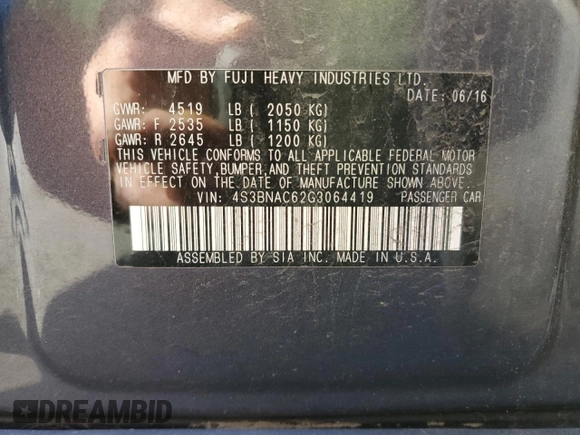 MFD BY FUJI HEAVY INDUSTRIES LTD.
DATE: 06/16
GVWR: 4519 LB ( 2050 KG)
GAWR: F 2535 LB ( 1150 KG)
GAWR: R 2645 LB ( 1200 KG)
THIS VEHICLE CONFORMS TO ALL APPLICABLE FEDERAL MOTOR
VEHICLE SAFETY, BUMPER, AND THEFT PREVENTION STANDARDS
IN EFFECT ON THE DATE OF MANUFACTURE SHOWN ABOVE.
VIN: 4S3BNAC62G3064419 PASSENGER CAR
ASSEMBLED BY SIA INC. MADE IN U.S.A.
DREAMBID